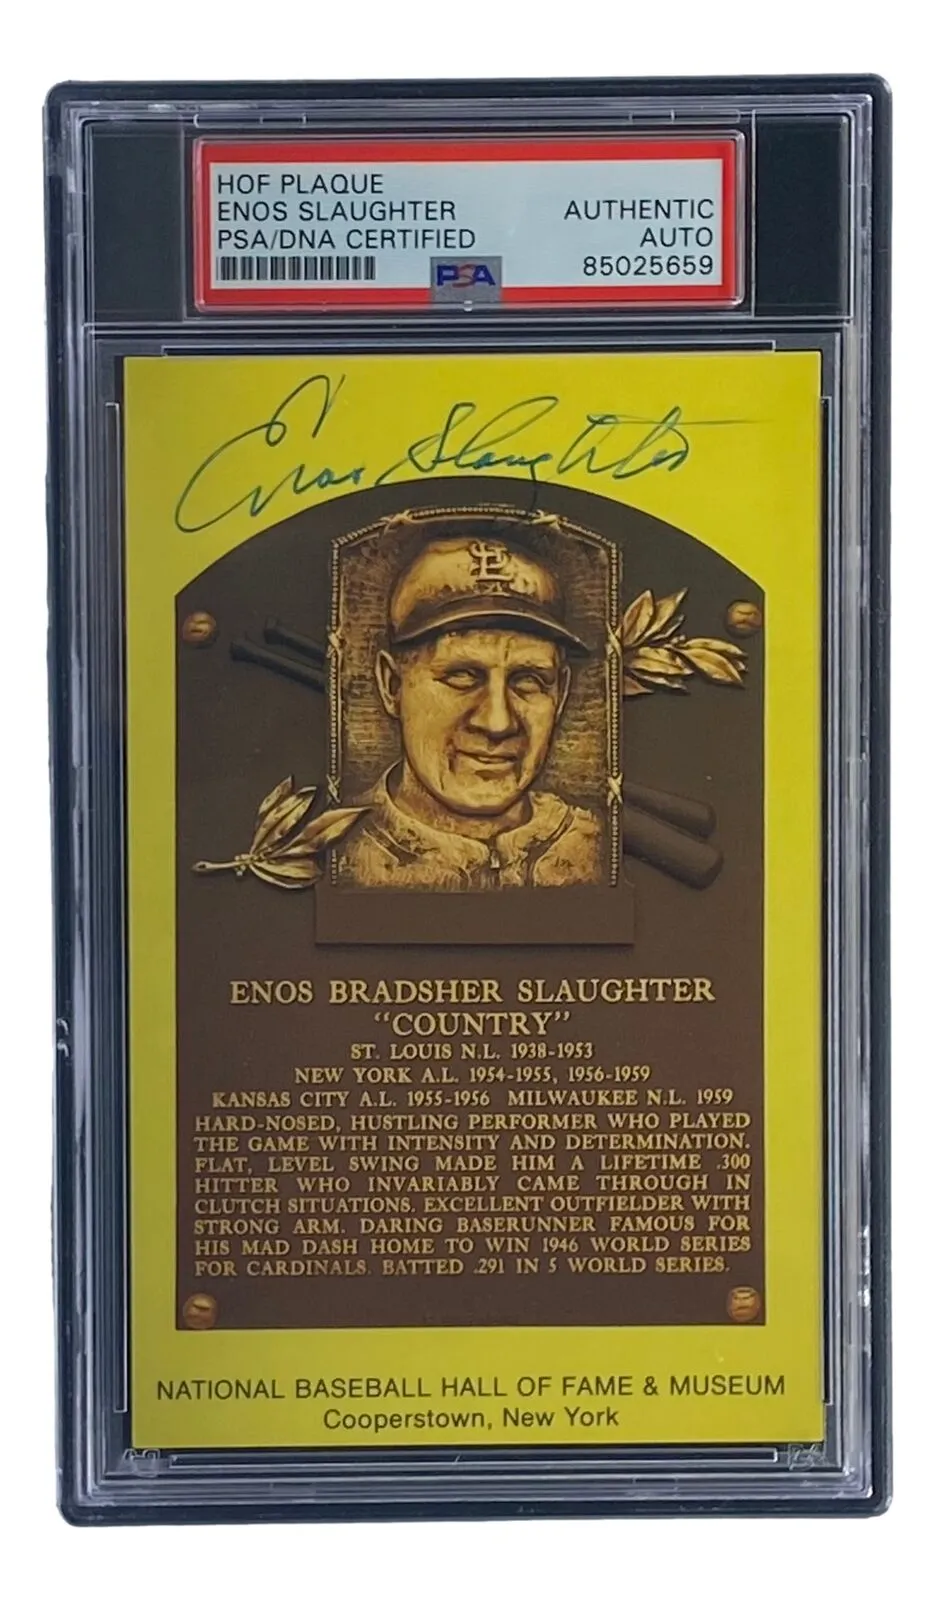 HOF PLAQUE
ENOS SLAUGHTER
PSA/DNA CERTIFIED
AUTHENTIC
AUTO
85025659
PSA
Enos Slaughter
STL
ENOS BRADSHER SLAUGHTER
“COUNTRY”
ST. LOUIS N.L. 1938-1953
NEW YORK A.L. 1954-1955, 1956-1959
KANSAS CITY A.L. 1955-1956 MILWAUKEE N.L. 1959
HARD-NOSED, HUSTLING PERFORMER WHO PLAYED
THE GAME WITH INTENSITY AND DETERMINATION.
FLAT, LEVEL SWING MADE HIM A LIFETIME .300
HITTER WHO INVARIABLY CAME THROUGH IN
CLUTCH SITUATIONS. EXCELLENT OUTFIELDER WITH
STRONG ARM. DARING BASERUNNER FAMOUS FOR
HIS MAD DASH HOME TO WIN 1946 WORLD SERIES
FOR CARDINALS. BATTED .291 IN 5 WORLD SERIES.
NATIONAL BASEBALL HALL OF FAME & MUSEUM
Cooperstown, New York